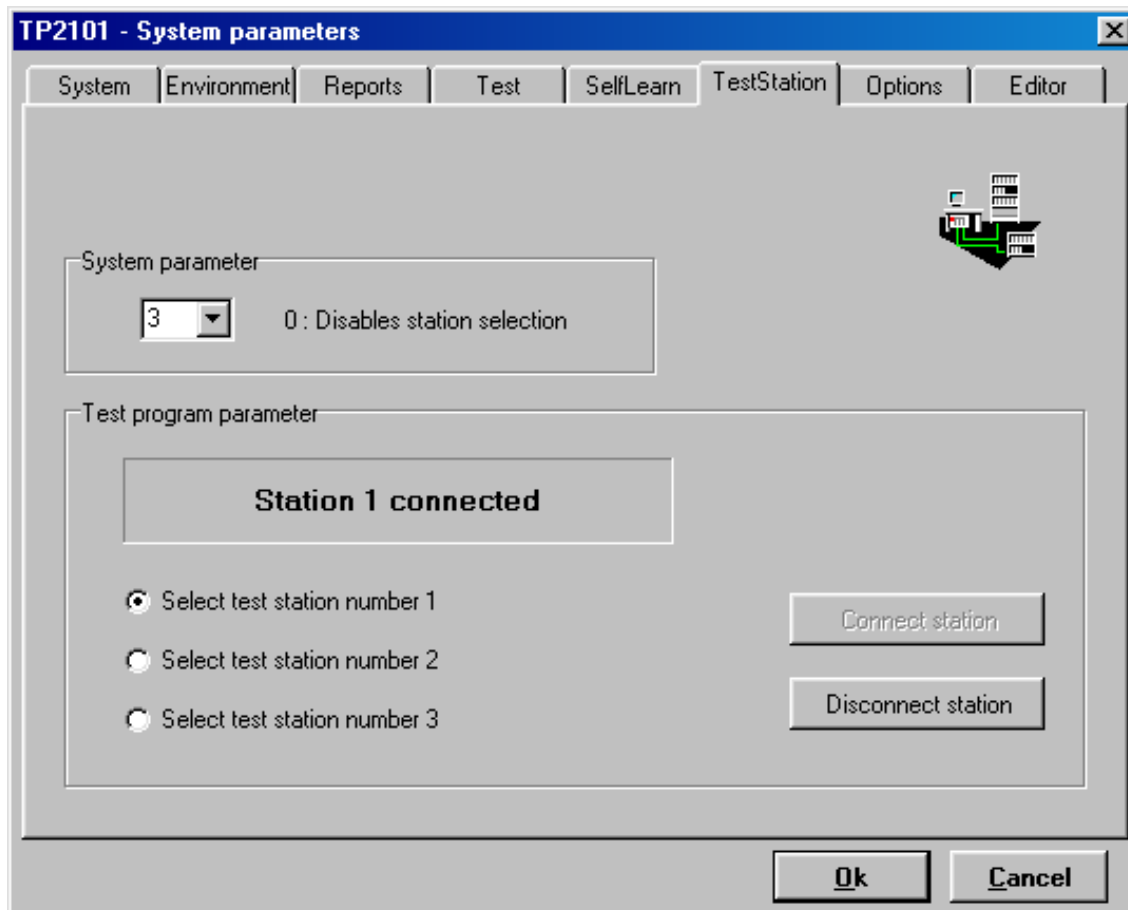 TP2101 - System parameters
System Environment Reports Test SelfLearn TestStation Options Editor
System parameter
3 0 : Disables station selection
Test program parameter
Station 1 connected
Select test station number 1
Connect station
Select test station number 2
Disconnect station
Select test station number 3
Ok Cancel